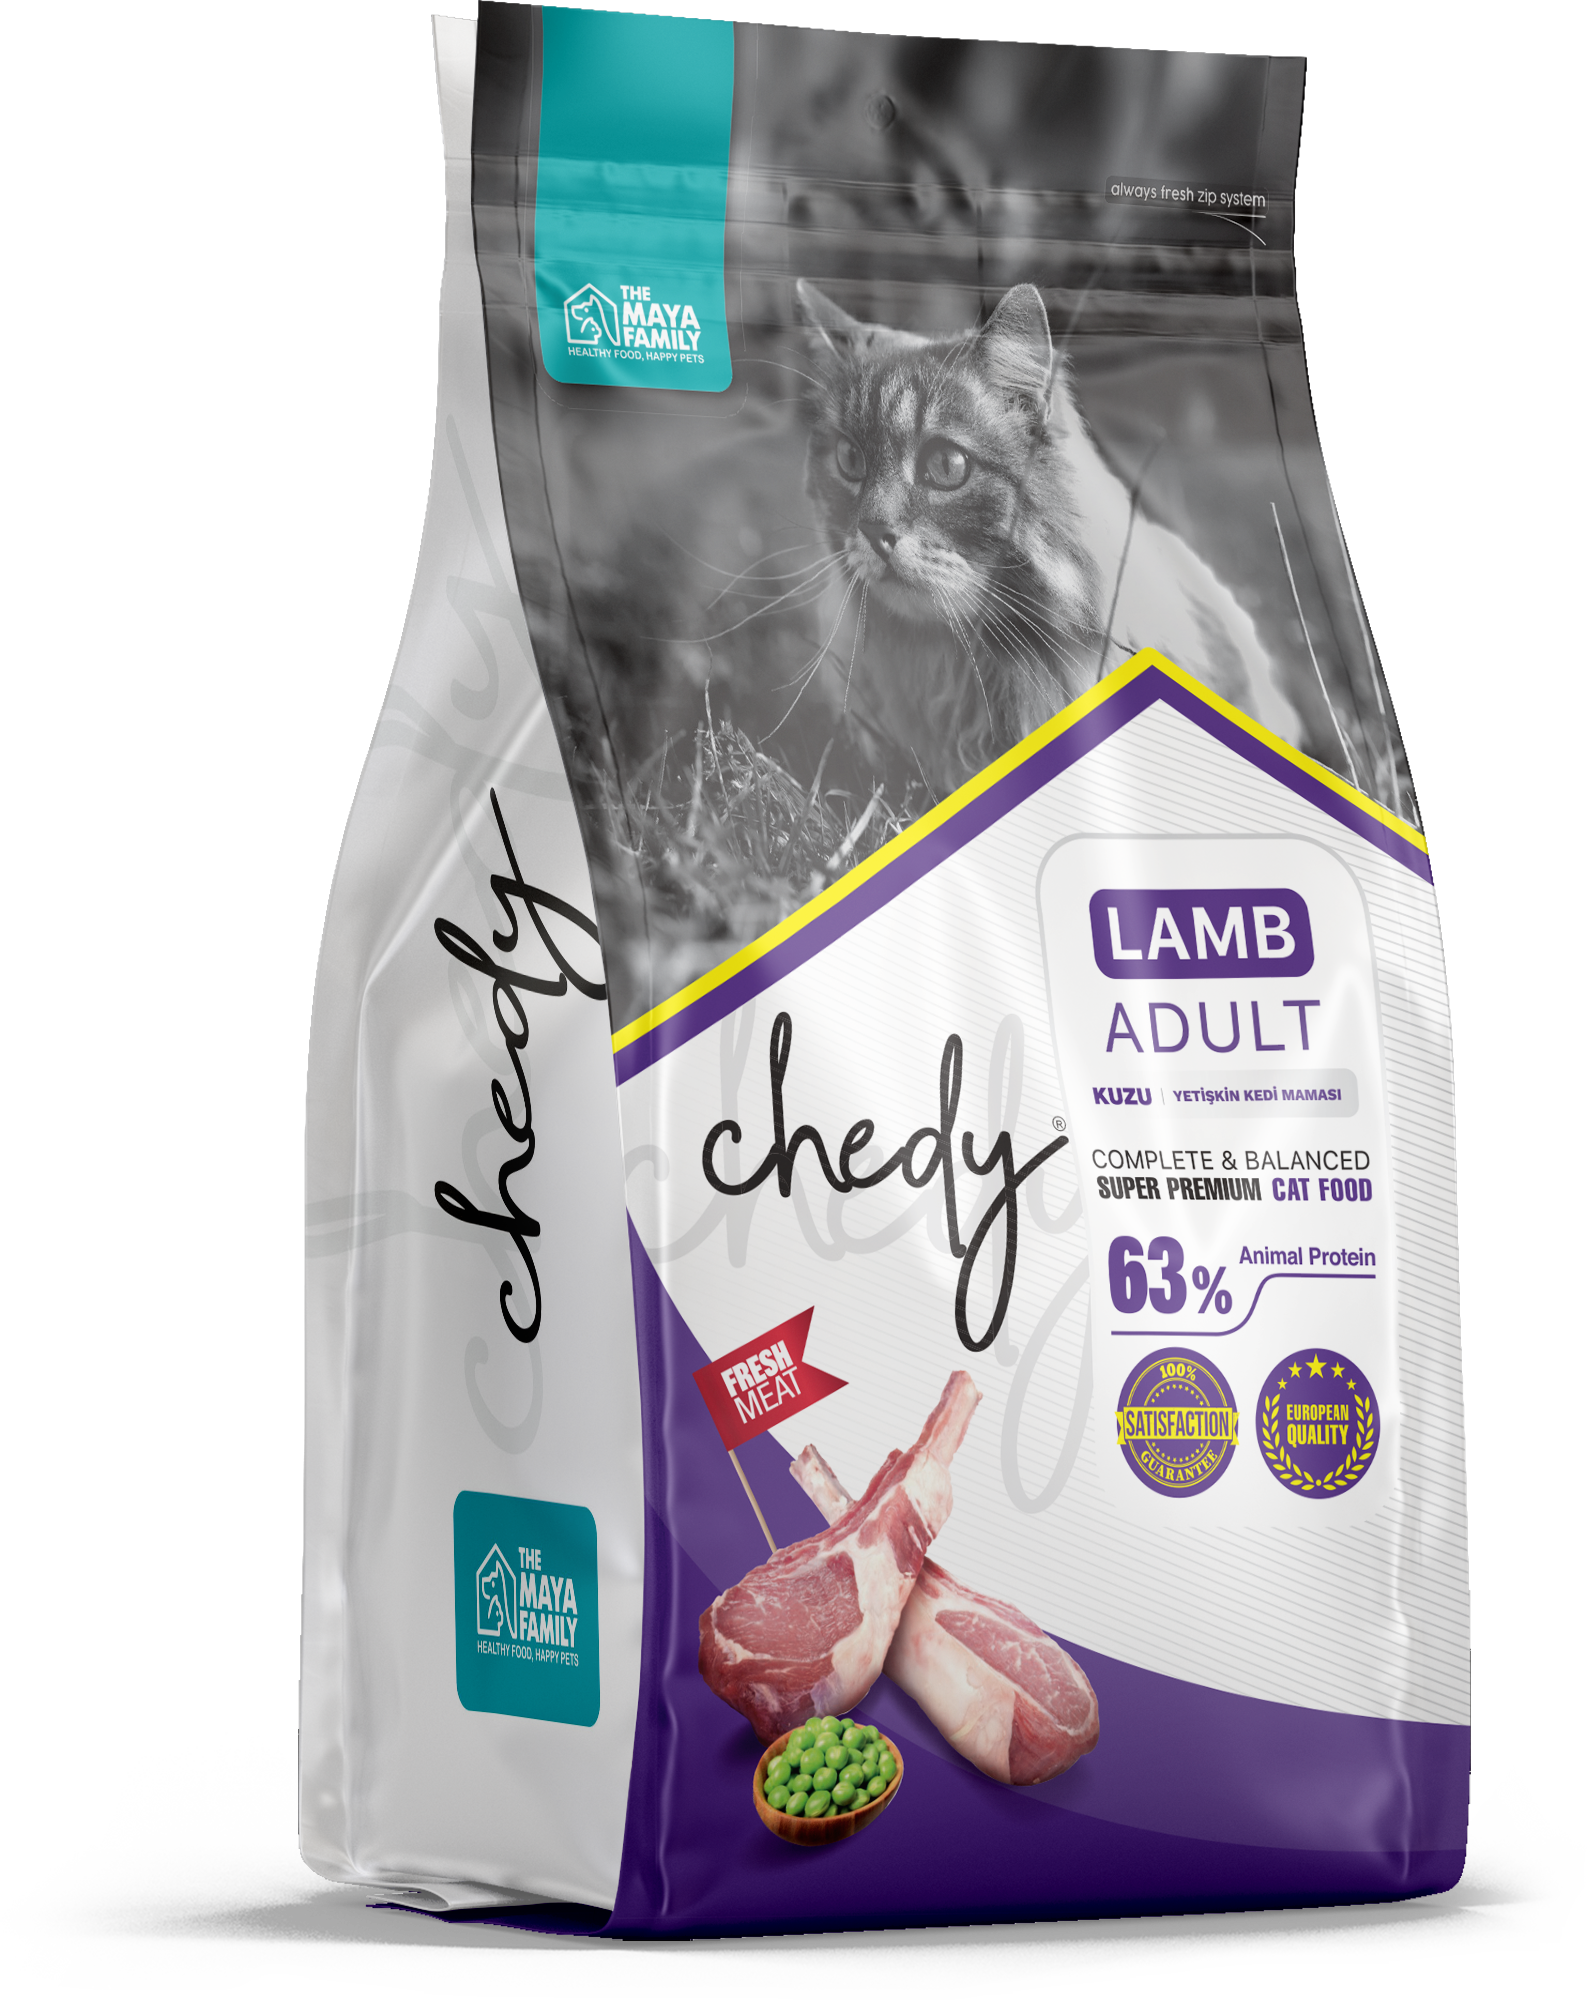 always fresh zip system
THE
MAYA
FAMILY
HEALTHY FOOD, HAPPY PETS
LAMB
ADULT
KUZU | YETİŞKİN KEDİ MAMASI
COMPLETE & BALANCED
SUPER PREMIUM CAT FOOD
63% Animal Protein
100%
SATISFACTION
GUARANTEE
EUROPEAN
QUALITY
chedy®
chedy
FRESH
MEAT
chedy
chedy
THE
MAYA
FAMILY
HEALTHY FOOD, HAPPY PETS